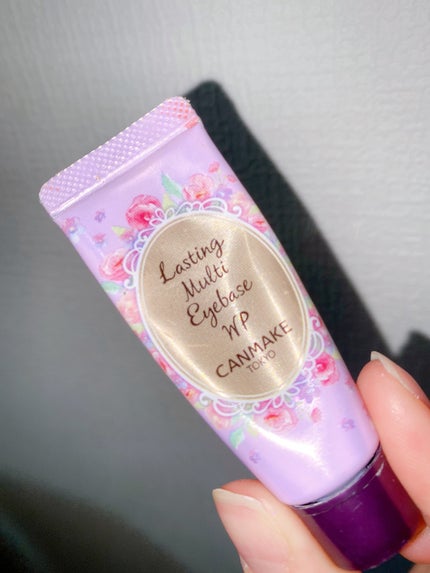 Lasting
Multi
Eyebase
WP
CANMAKE
TOKYO